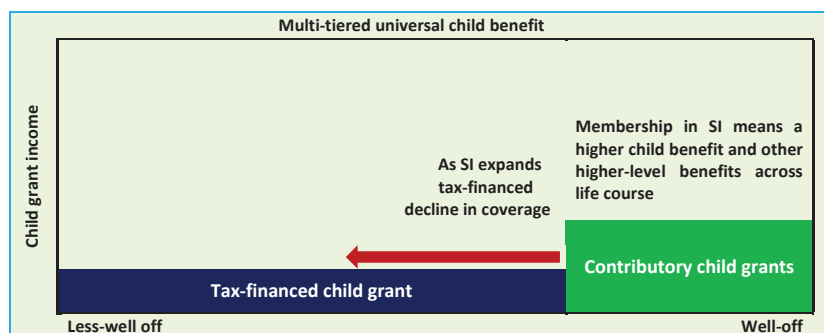 Multi-tiered universal child benefit
Child grant income
Membership in SI means a
higher child benefit and other
higher-level benefits across
life course
As SI expands
tax-financed
decline in coverage
Contributory child grants
Tax-financed child grant
Less-well off
Well-off